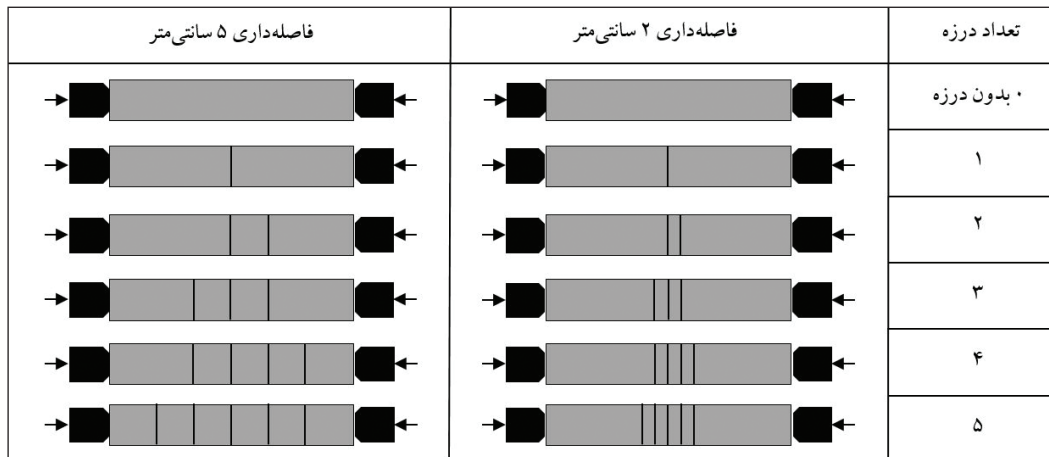 تعداد درزه
فاصله‌داری ۲ سانتی‌متر
فاصله‌داری ۵ سانتی‌متر
۰ بدون درزه
۱
۲
۳
۴
۵